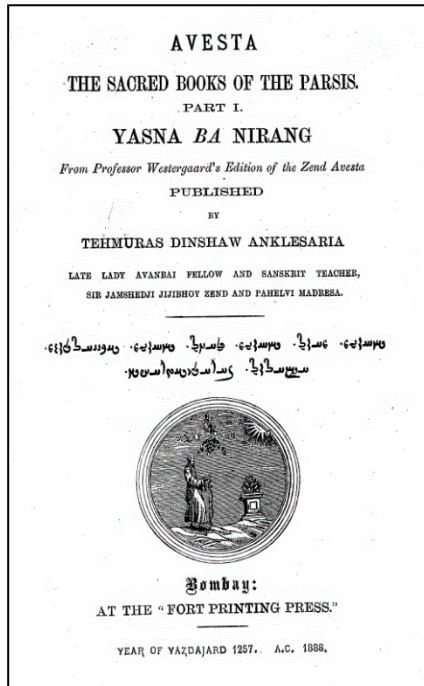 AVESTA
THE SACRED BOOKS OF THE PARSIS.
PART I.
YASNA BA NIRANG
From Professor Westergaard's Edition of the Zend Avesta
PUBLISHED
BY
TEHMURAS DINSHAW ANKLESARIA
LATE LADY AVANBAI FELLOW AND SANSKRIT TEACHER,
SIR JAMSHEDJI JIJIBHOY ZEND AND PAHELVI MADRESA.
Bombay:
AT THE “FORT PRINTING PRESS.”
YEAR OF YAZDAJARD 1257. A.C. 1888.